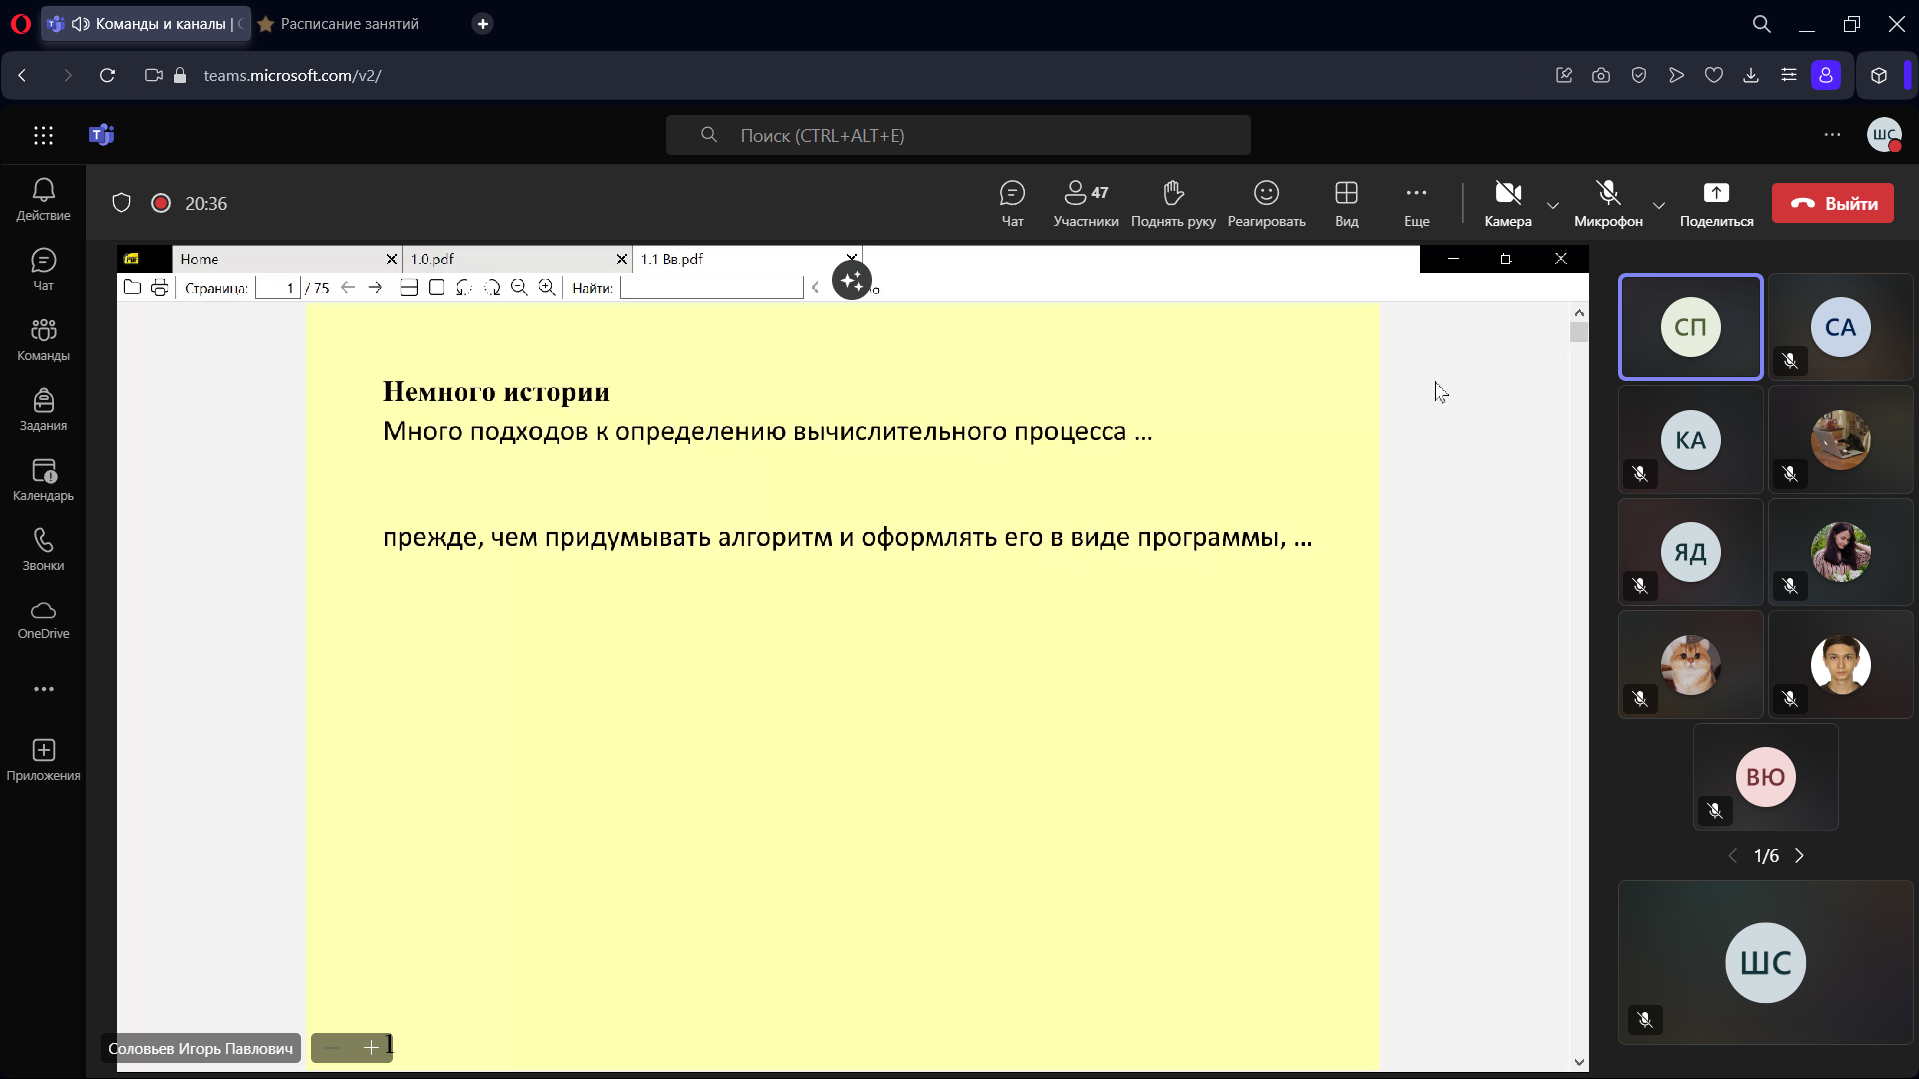 Команды и каналы |
Расписание занятий
teams.microsoft.com/v2/
Поиск (CTRL+ALT+E)
ШС
20:36
Чат
47
Участники
Поднять руку
Реагировать
Вид
Еще
Камера
Микрофон
Поделиться
Выйти
Действие
Чат
Команды
Задания
Календарь
Звонки
OneDrive
Приложения
Home
1.0.pdf
1.1 Вв.pdf
Страница: 1 / 75
Найти:
Немного истории
Много подходов к определению вычислительного процесса ...
прежде, чем придумывать алгоритм и оформлять его в виде программы, ...
1
Соловьев Игорь Павлович
СП
СА
КА
ЯД
ВЮ
1/6
ШС